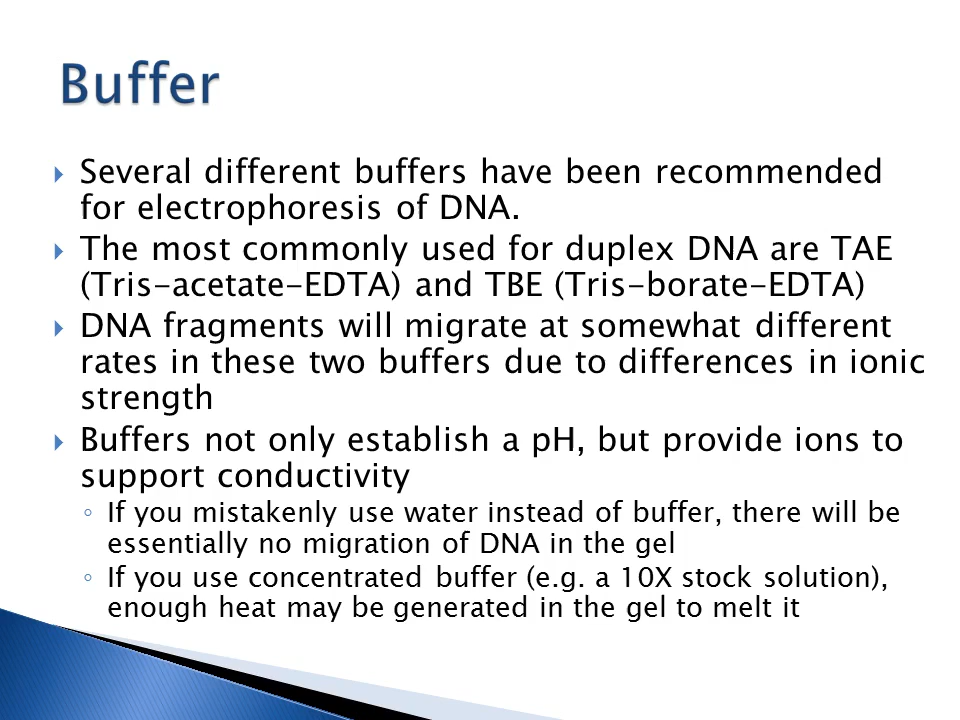 Buffer
Several different buffers have been recommended
for electrophoresis of DNA.
The most commonly used for duplex DNA are TAE
(Tris-acetate-EDTA) and TBE (Tris-borate-EDTA)
DNA fragments will migrate at somewhat different
rates in these two buffers due to differences in ionic
strength
Buffers not only establish a pH, but provide ions to
support conductivity
If you mistakenly use water instead of buffer, there will be
essentially no migration of DNA in the gel
If you use concentrated buffer (e.g. a 10X stock solution),
enough heat may be generated in the gel to melt it